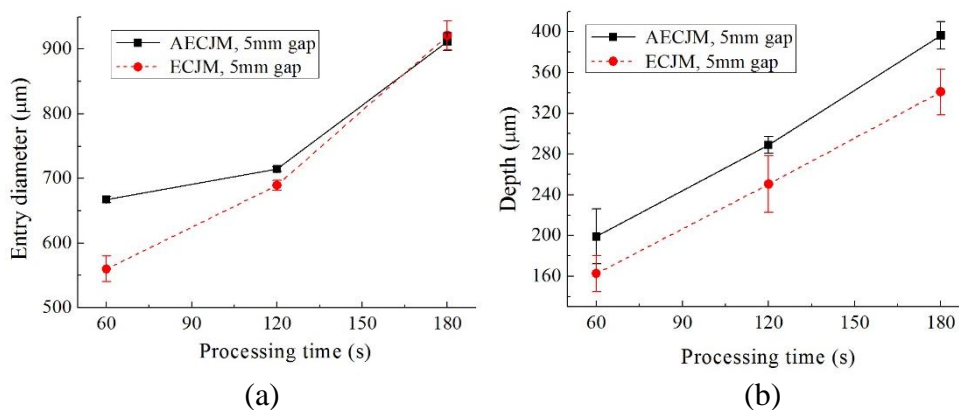 AECJM, 5mm gap
ECJM, 5mm gap
900
800
700
600
500
Entry diameter (μm)
60 90 120 150 180
Processing time (s)
(a)
AECJM, 5mm gap
ECJM, 5mm gap
400
360
320
280
240
200
160
Depth (μm)
60 90 120 150 180
Processing time (s)
(b)